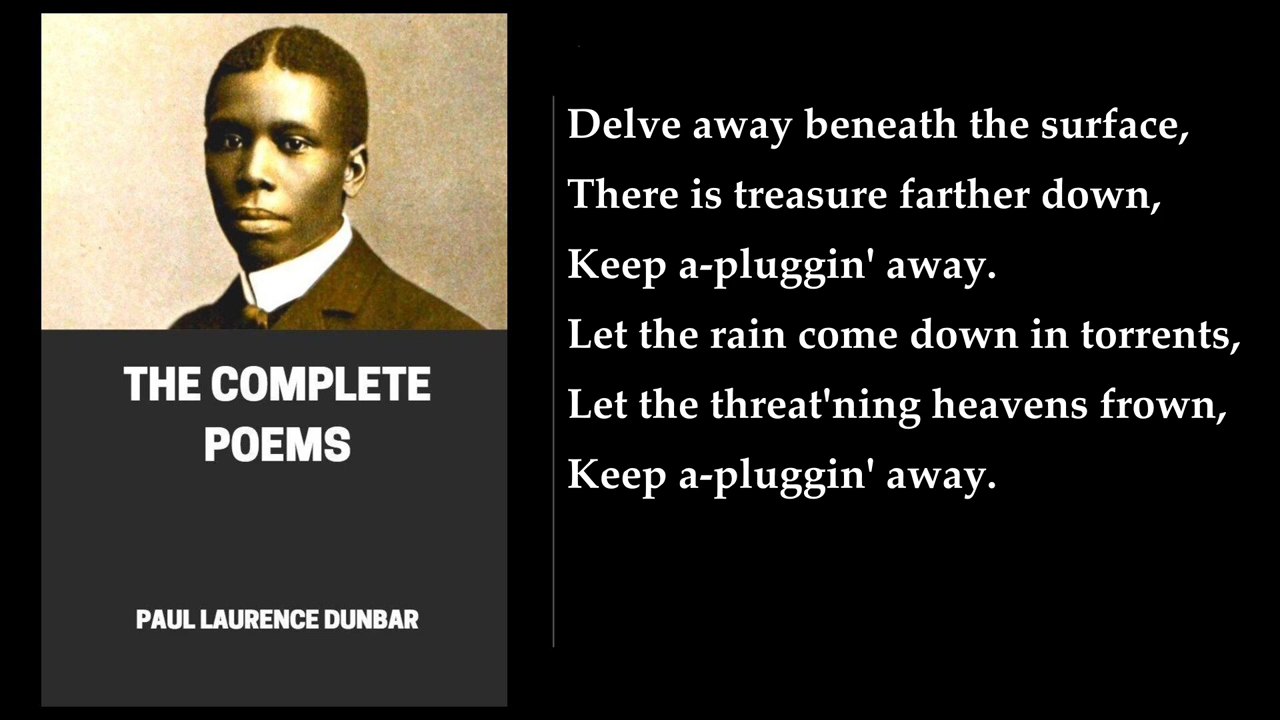 THE COMPLETE
POEMS
PAUL LAURENCE DUNBAR
Delve away beneath the surface,
There is treasure farther down,
Keep a-pluggin' away.
Let the rain come down in torrents,
Let the threat'ning heavens frown,
Keep a-pluggin' away.